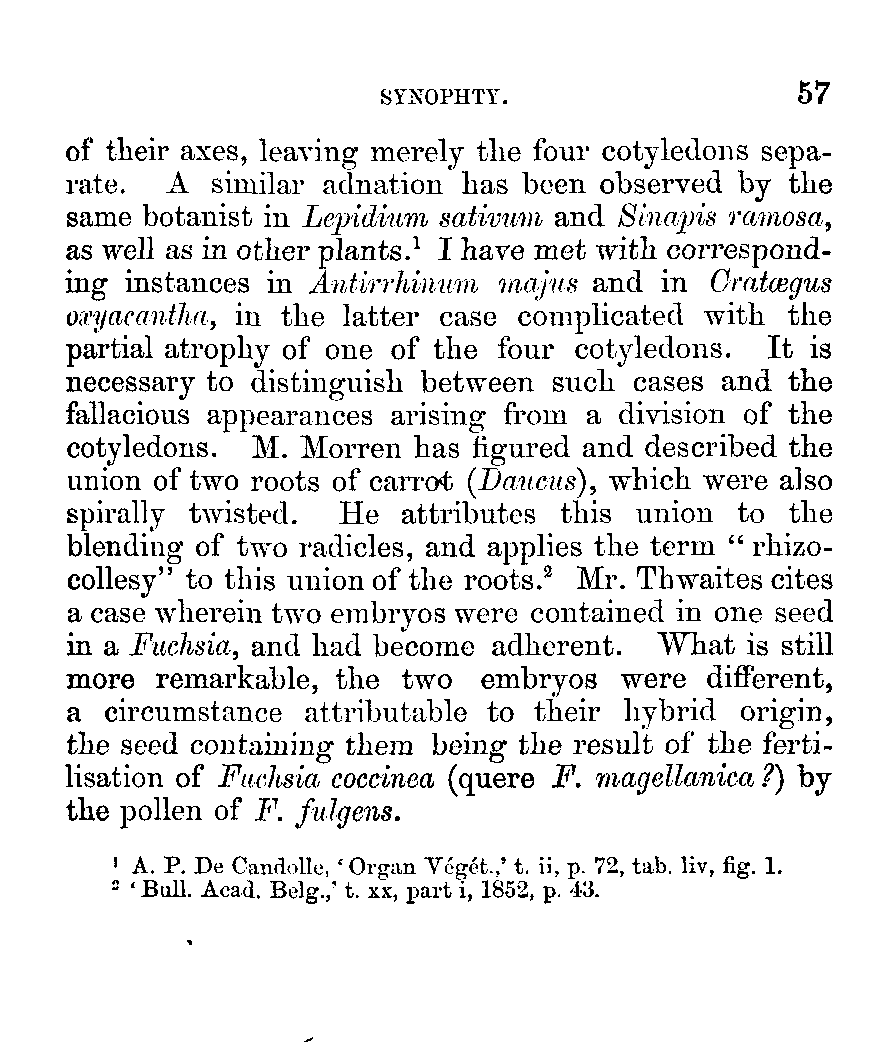 SYNOPHTY. 57
of their axes, leaving merely the four cotyledons sepa-
rate. A similar adnation has been observed by the
same botanist in Lepidium sativum and Sinapis ramosa,
as well as in other plants.¹ I have met with correspond-
ing instances in Antirrhinum majus and in Cratægus
oxyacantha, in the latter case complicated with the
partial atrophy of one of the four cotyledons. It is
necessary to distinguish between such cases and the
fallacious appearances arising from a division of the
cotyledons. M. Morren has figured and described the
union of two roots of carrot (Daucus), which were also
spirally twisted. He attributes this union to the
blending of two radicles, and applies the term “ rhizo-
collesy” to this union of the roots.² Mr. Thwaites cites
a case wherein two embryos were contained in one seed
in a Fuchsia, and had become adherent. What is still
more remarkable, the two embryos were different,
a circumstance attributable to their hybrid origin,
the seed containing them being the result of the ferti-
lisation of Fuchsia coccinea (quere F. magellanica?) by
the pollen of F. fulgens.
¹ A. P. De Candolle, ‘ Organ Végét.,’ t. ii, p. 72, tab. liv, fig. 1.
² ‘ Bull. Acad. Belg.,’ t. xx, part i, 1852, p. 43.